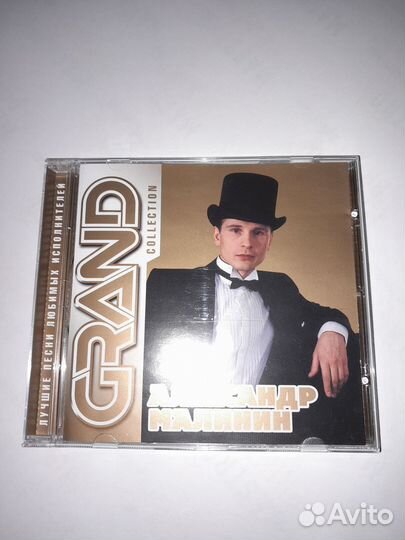 ЛУЧШИЕ ПЕСНИ ЛЮБИМЫХ ИСПОЛНИТЕЛЕЙ
GRAND
COLLECTION
АЛЕКСАНДР
МАЛИНИН
Avito